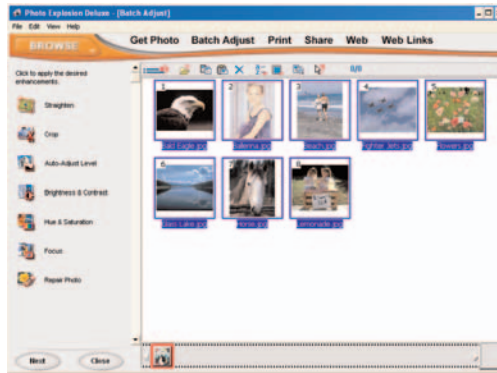 Photo Explosion Deluxe - [Batch Adjust]
File Edit View Help
BROWSE
Get Photo Batch Adjust Print Share Web Web Links
Click to apply the desired
enhancements.
Straighten
Crop
Auto-Adjust Level
Brightness & Contrast
Hue & Saturation
Focus
Repair Photo
8/8
1 2 3 4 5
Bald Eagle.jpg Ballerina.jpg Beach.jpg Fighter Jets.jpg Flowers.jpg
6 7 8
Lake.jpg Horse.jpg Lemonade.jpg
Next Close